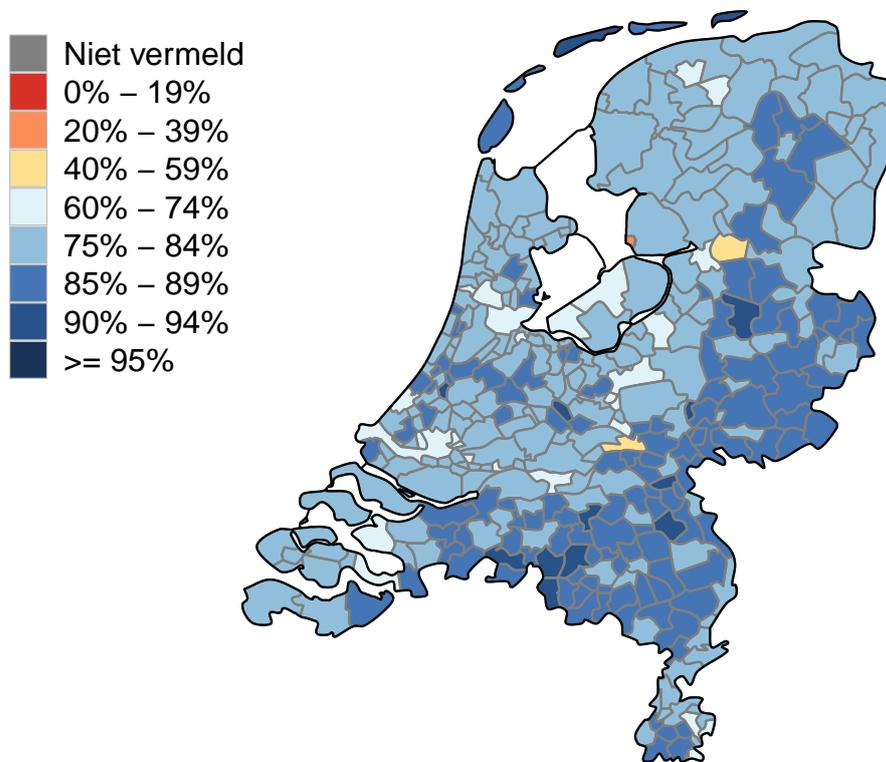 Niet vermeld
0% – 19%
20% – 39%
40% – 59%
60% – 74%
75% – 84%
85% – 89%
90% – 94%
>= 95%